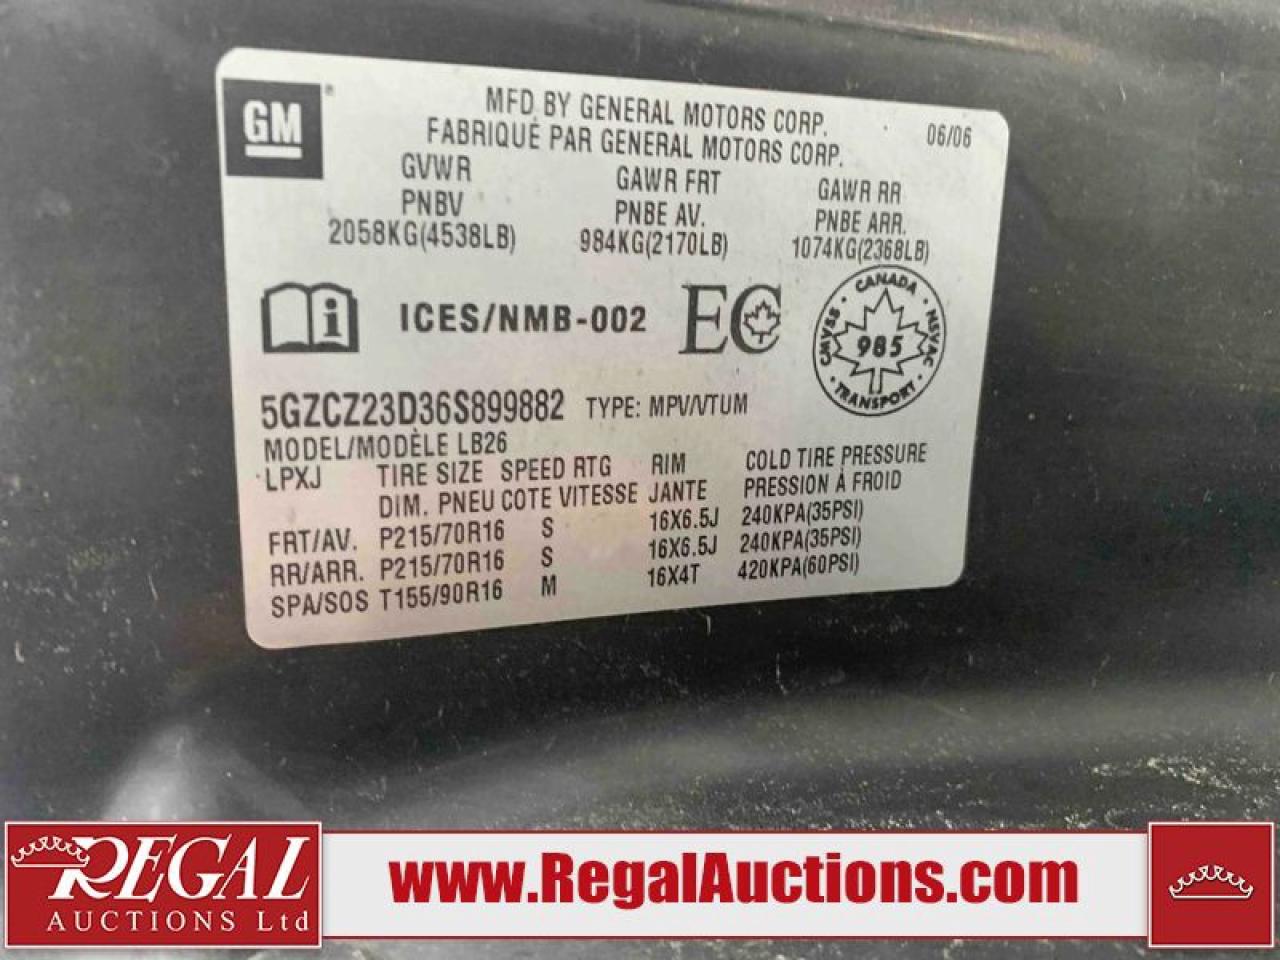 GM
MFD BY GENERAL MOTORS CORP.
06/06
FABRIQUÉ PAR GENERAL MOTORS CORP.
GVWR GAWR FRT GAWR RR
PNBV PNBE AV. PNBE ARR.
2058KG(4538LB) 984KG(2170LB) 1074KG(2368LB)
ICES/NMB-002 EC
CANADA
CMVSS 985 NSVAC
TRANSPORT
5GZCZ23D36S899882 TYPE: MPV/VTUM
MODEL/MODÈLE LB26
LPXJ TIRE SIZE SPEED RTG RIM COLD TIRE PRESSURE
DIM. PNEU COTE VITESSE JANTE PRESSION À FROID
FRT/AV. P215/70R16 S 16X6.5J 240KPA(35PSI)
RR/ARR. P215/70R16 S 16X6.5J 240KPA(35PSI)
SPA/SOS T155/90R16 M 16X4T 420KPA(60PSI)
REGAL
AUCTIONS Ltd
www.RegalAuctions.com